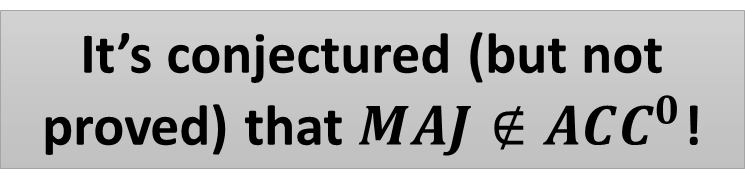 It's conjectured (but not
proved) that 𝑀𝐴𝐽 ∉ 𝐴𝐶𝐶⁰!